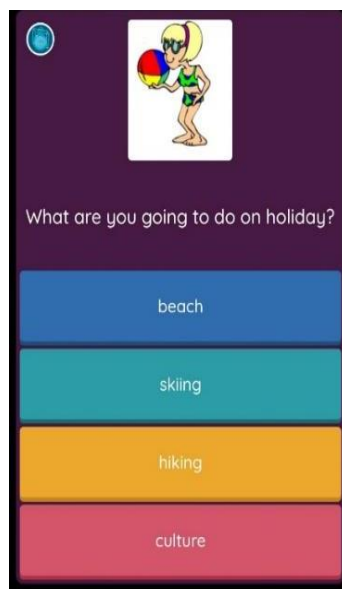 What are you going to do on holiday?
beach
skiing
hiking
culture